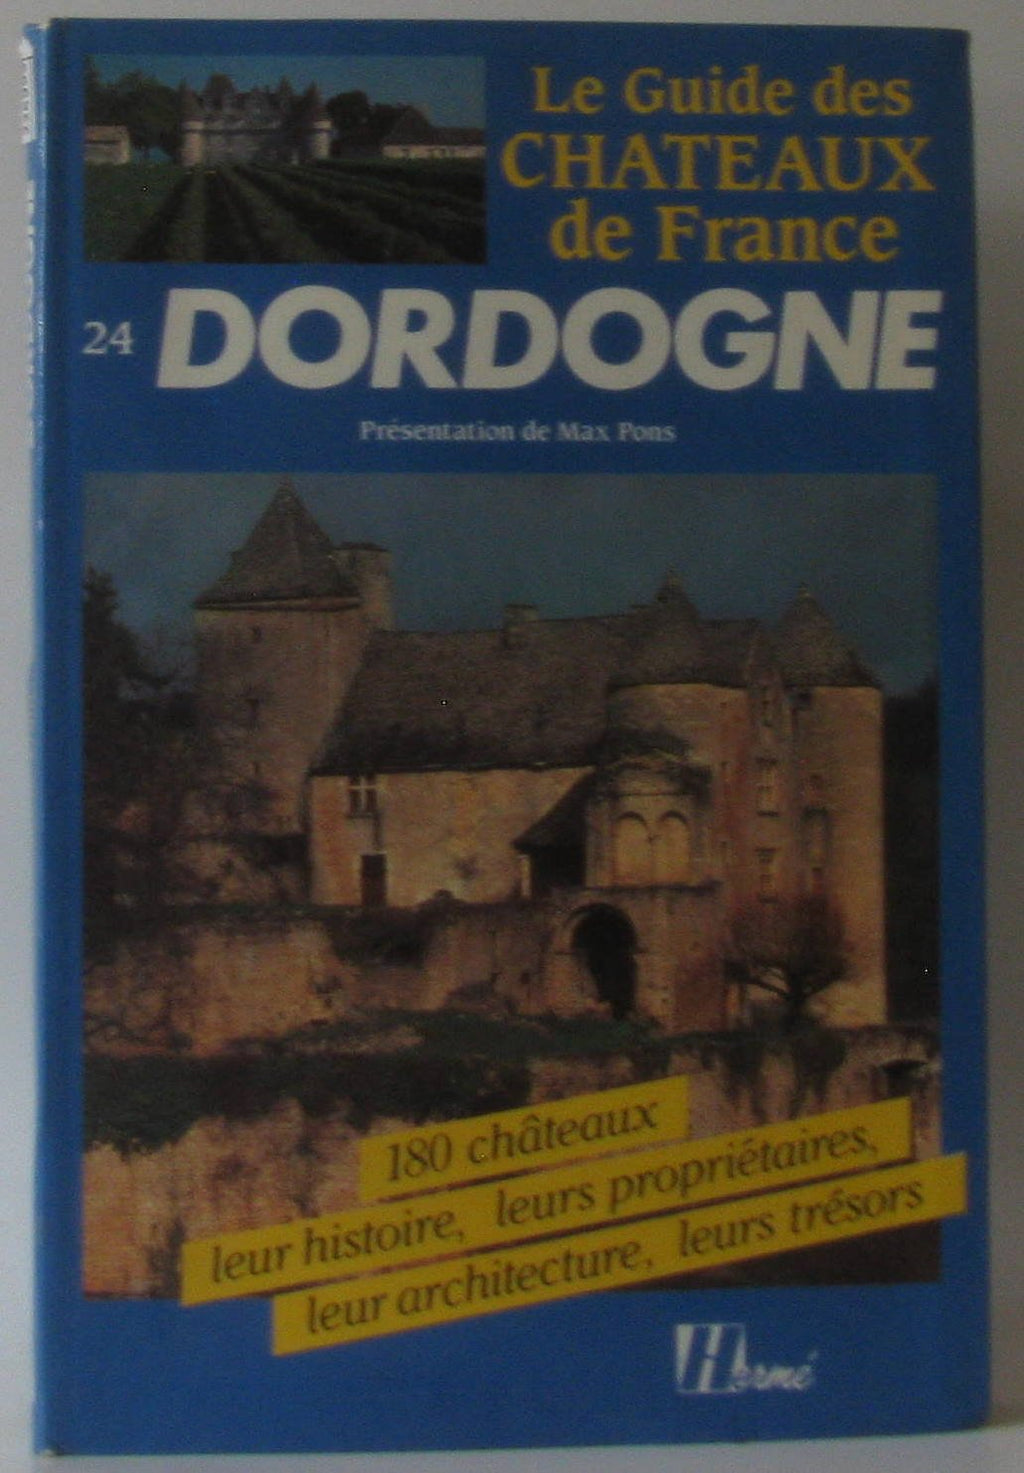 Le Guide des
CHATEAUX
de France
24 DORDOGNE
Présentation de Max Pons
180 châteaux
leur histoire, leurs propriétaires,
leur architecture, leurs trésors
Hermé